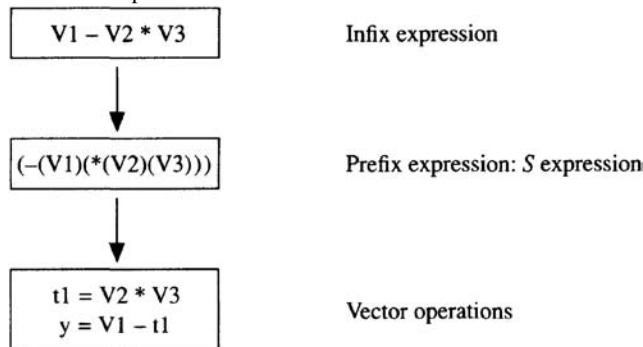 V1 – V2 * V3 Infix expression
(–(V1)(*(V2)(V3))) Prefix expression: S expression
t1 = V2 * V3
y = V1 – t1
Vector operations